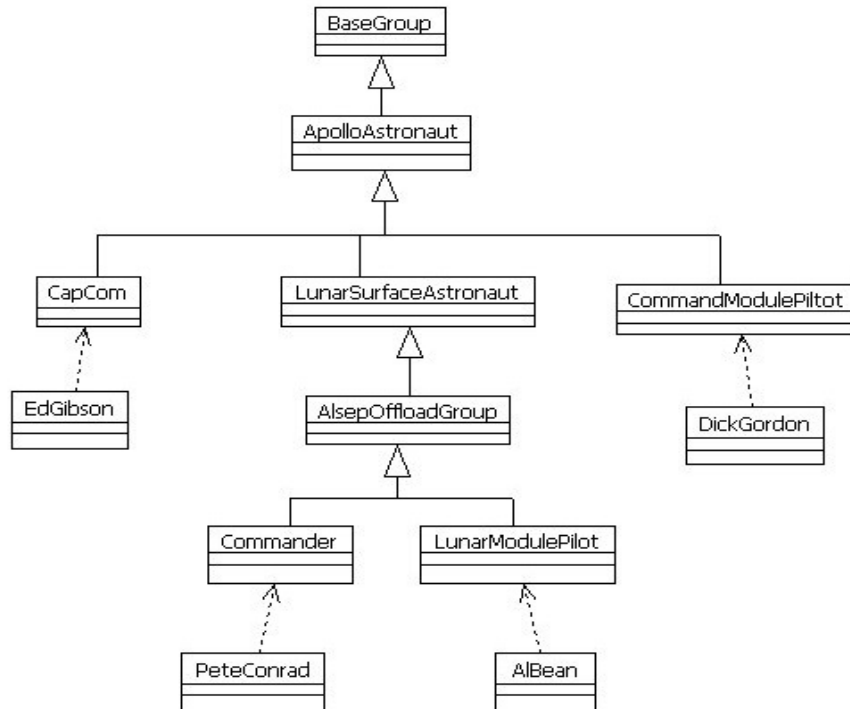 BaseGroup
ApolloAstronaut
CapCom
LunarSurfaceAstronaut
CommandModulePiltot
EdGibson
AlsepOffloadGroup
DickGordon
Commander
LunarModulePilot
PeteConrad
AlBean